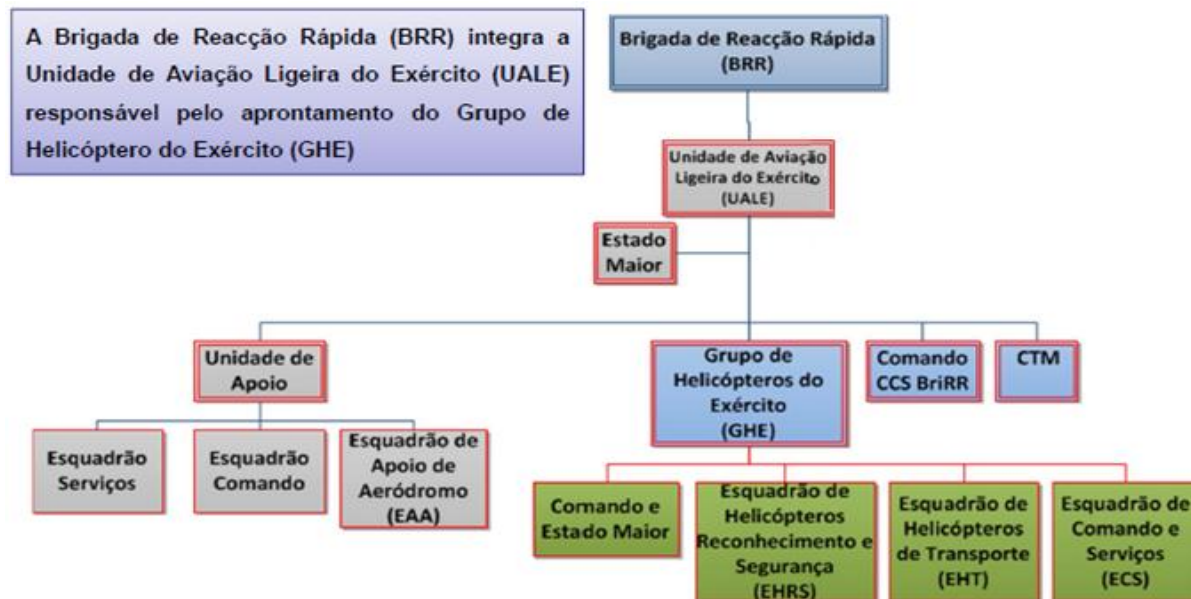 A Brigada de Reacção Rápida (BRR) integra a
Unidade de Aviação Ligeira do Exército (UALE)
responsável pelo aprontamento do Grupo de
Helicóptero do Exército (GHE)
Brigada de Reacção Rápida
(BRR)
Unidade de Aviação
Ligeira do Exército
(UALE)
Estado
Maior
Unidade de
Apoio
Grupo de
Helicópteros do
Exército
(GHE)
Comando
CCS BriRR
CTM
Esquadrão
Serviços
Esquadrão
Comando
Esquadrão de
Apoio de
Aeródromo
(EAA)
Comando e
Estado Maior
Esquadrão de
Helicópteros
Reconhecimento e
Segurança
(EHRS)
Esquadrão de
Helicópteros
de Transporte
(EHT)
Esquadrão de
Comando e
Serviços
(ECS)